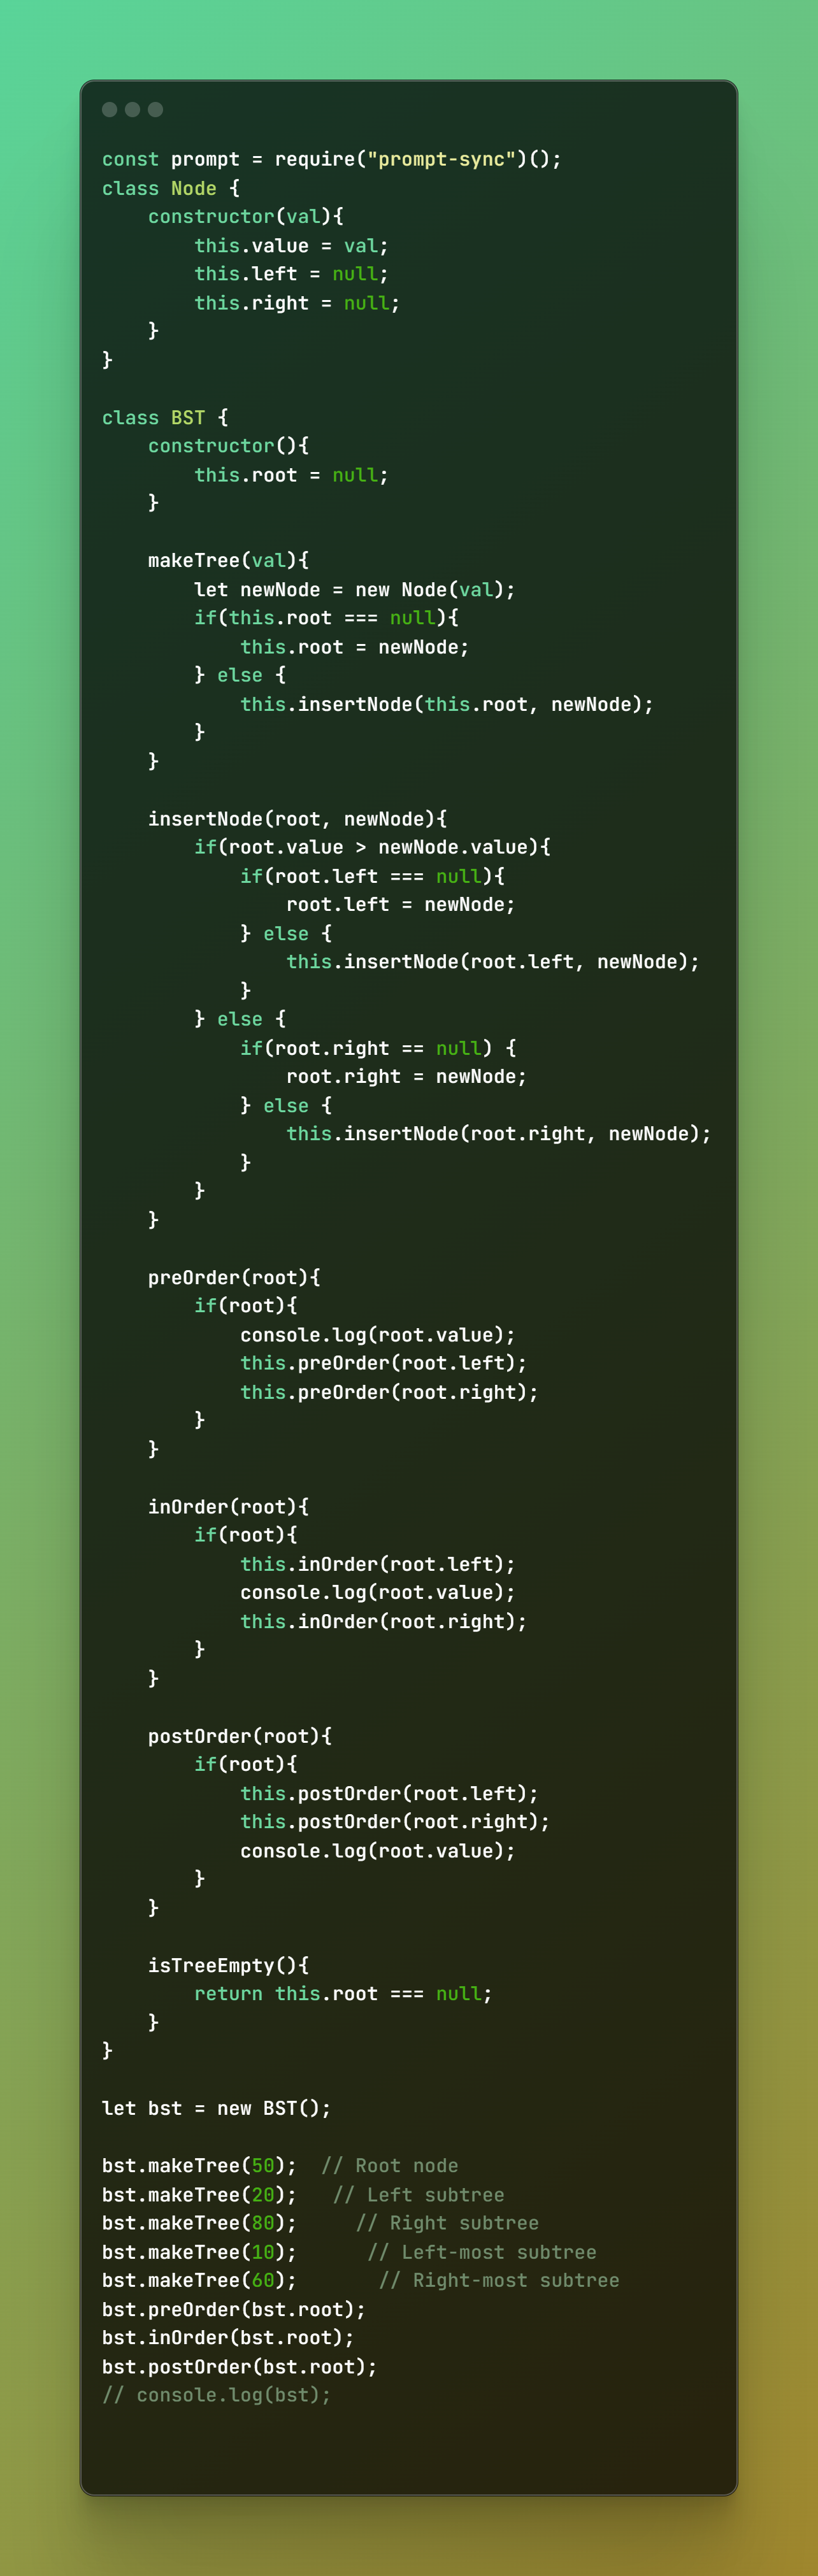 const prompt = require("prompt-sync")();
class Node {
    constructor(val){
        this.value = val;
        this.left = null;
        this.right = null;
    }
}

class BST {
    constructor(){
        this.root = null;
    }

    makeTree(val){
        let newNode = new Node(val);
        if(this.root === null){
            this.root = newNode;
        } else {
            this.insertNode(this.root, newNode);
        }
    }

    insertNode(root, newNode){
        if(root.value > newNode.value){
            if(root.left === null){
                root.left = newNode;
            } else {
                this.insertNode(root.left, newNode);
            }
        } else {
            if(root.right == null) {
                root.right = newNode;
            } else {
                this.insertNode(root.right, newNode);
            }
        }
    }

    preOrder(root){
        if(root){
            console.log(root.value);
            this.preOrder(root.left);
            this.preOrder(root.right);
        }
    }

    inOrder(root){
        if(root){
            this.inOrder(root.left);
            console.log(root.value);
            this.inOrder(root.right);
        }
    }

    postOrder(root){
        if(root){
            this.postOrder(root.left);
            this.postOrder(root.right);
            console.log(root.value);
        }
    }

    isTreeEmpty(){
        return this.root === null;
    }
}

let bst = new BST();

bst.makeTree(50);  // Root node
bst.makeTree(20);   // Left subtree
bst.makeTree(80);     // Right subtree
bst.makeTree(10);      // Left-most subtree
bst.makeTree(60);       // Right-most subtree
bst.preOrder(bst.root);
bst.inOrder(bst.root);
bst.postOrder(bst.root);
// console.log(bst);